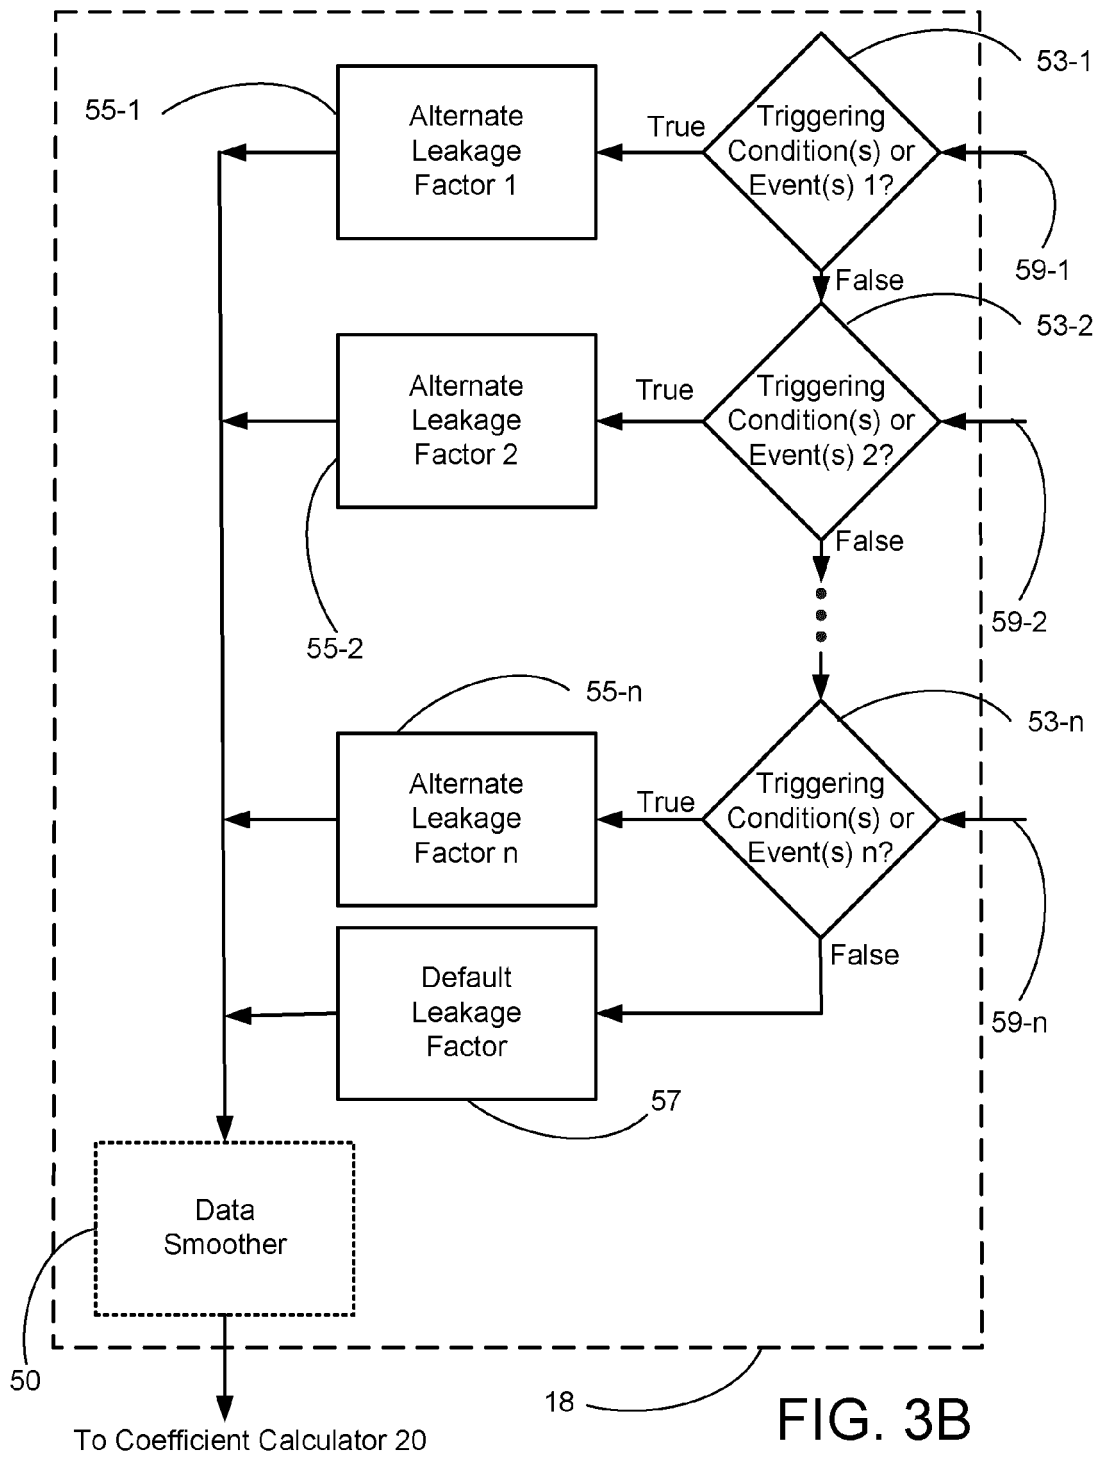 53-1
55-1
Alternate
Leakage
Factor 1
True
Triggering
Condition(s) or
Event(s) 1?
59-1
False
53-2
Alternate
Leakage
Factor 2
True
Triggering
Condition(s) or
Event(s) 2?
False
59-2
55-2
55-n
53-n
Alternate
Leakage
Factor n
True
Triggering
Condition(s) or
Event(s) n?
False
Default
Leakage
Factor
59-n
57
Data
Smoother
50
18
FIG. 3B
To Coefficient Calculator 20